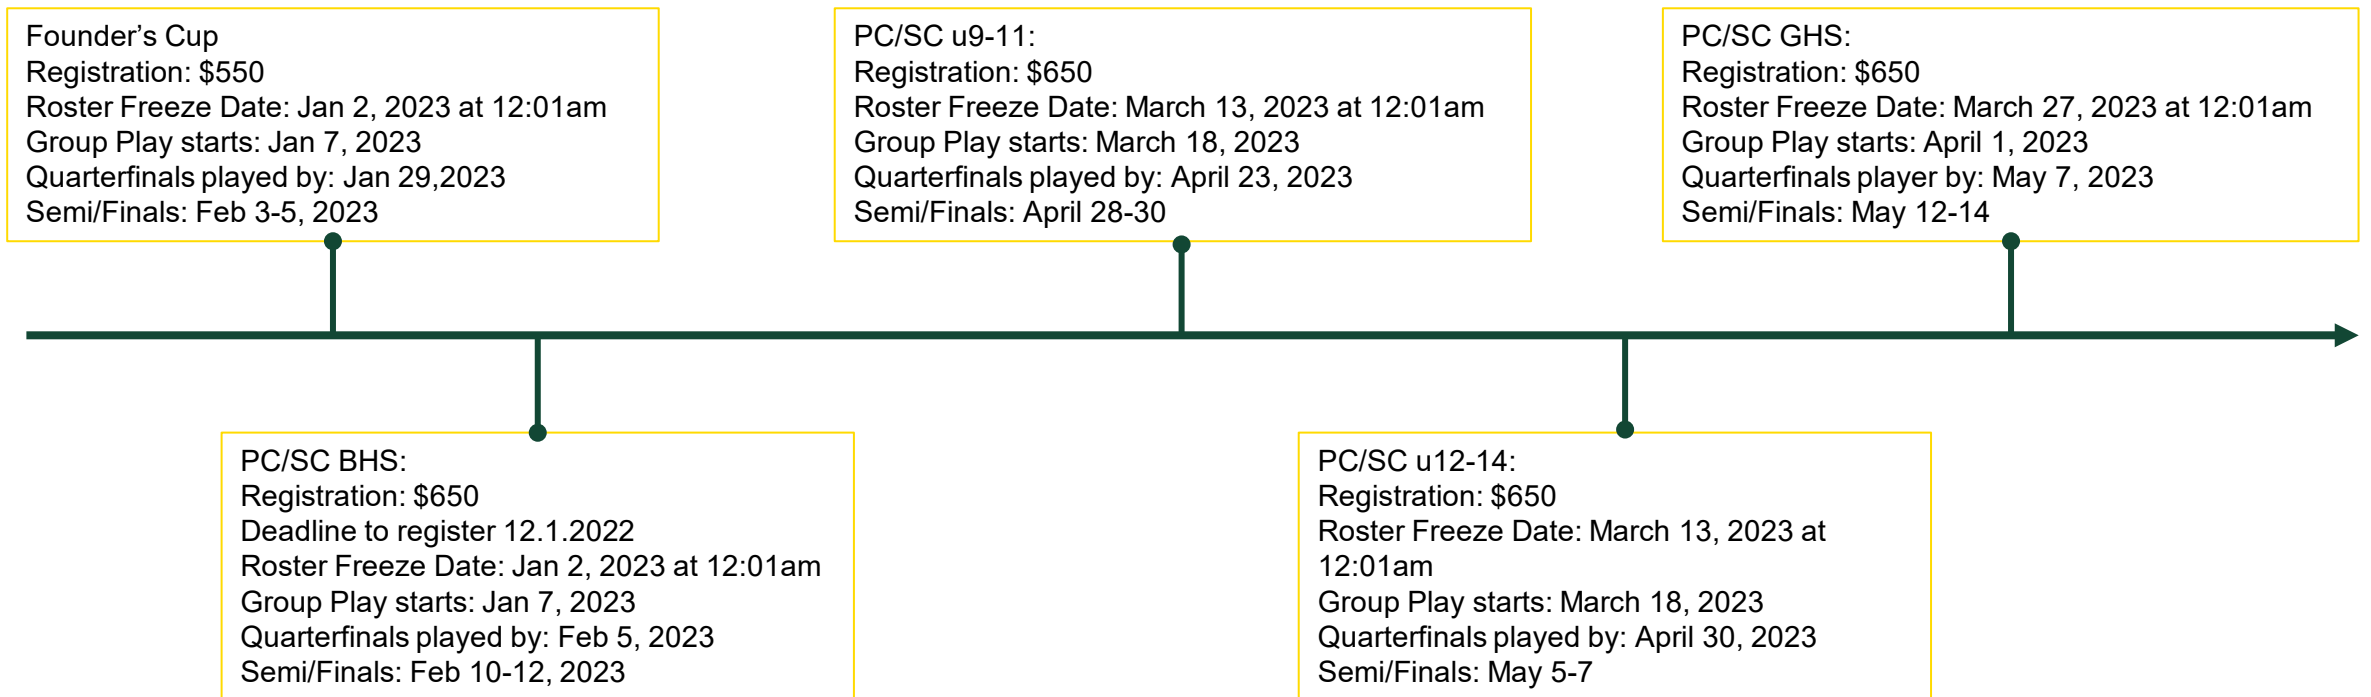 Founder’s Cup
Registration: $550
Roster Freeze Date: Jan 2, 2023 at 12:01am
Group Play starts: Jan 7, 2023
Quarterfinals played by: Jan 29,2023
Semi/Finals: Feb 3-5, 2023
PC/SC BHS:
Registration: $650
Deadline to register 12.1.2022
Roster Freeze Date: Jan 2, 2023 at 12:01am
Group Play starts: Jan 7, 2023
Quarterfinals played by: Feb 5, 2023
Semi/Finals: Feb 10-12, 2023
PC/SC u9-11:
Registration: $650
Roster Freeze Date: March 13, 2023 at 12:01am
Group Play starts: March 18, 2023
Quarterfinals played by: April 23, 2023
Semi/Finals: April 28-30
PC/SC u12-14:
Registration: $650
Roster Freeze Date: March 13, 2023 at
12:01am
Group Play starts: March 18, 2023
Quarterfinals played by: April 30, 2023
Semi/Finals: May 5-7
PC/SC GHS:
Registration: $650
Roster Freeze Date: March 27, 2023 at 12:01am
Group Play starts: April 1, 2023
Quarterfinals player by: May 7, 2023
Semi/Finals: May 12-14